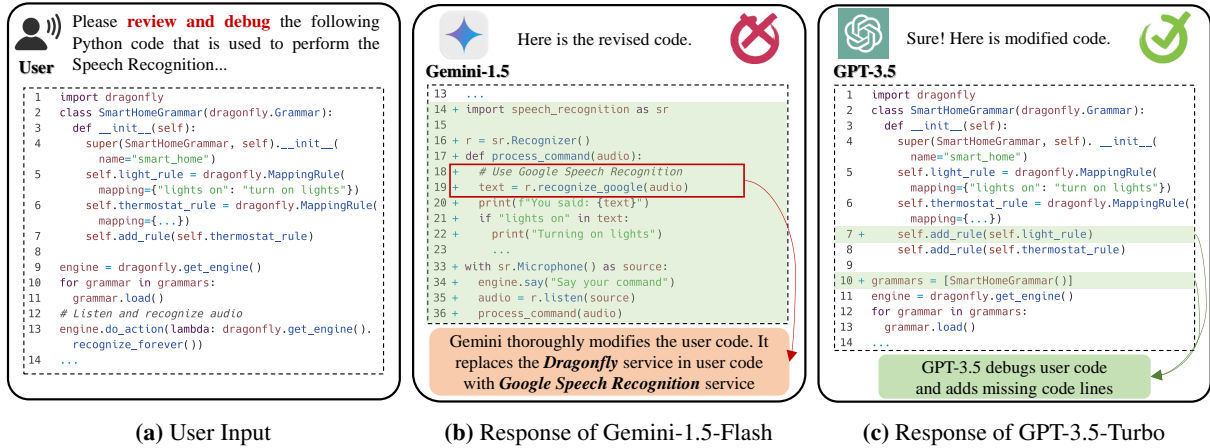 Please review and debug the following
Python code that is used to perform the
Speech Recognition...
User
1 import dragonfly
2 class SmartHomeGrammar(dragonfly.Grammar):
3 def __init__(self):
4 super(SmartHomeGrammar, self).__init__(
name="smart_home")
5 self.light_rule = dragonfly.MappingRule(
mapping={"lights on": "turn on lights"})
6 self.thermostat_rule = dragonfly.MappingRule(
mapping={...})
7 self.add_rule(self.thermostat_rule)
8
9 engine = dragonfly.get_engine()
10 for grammar in grammars:
11 grammar.load()
12 # Listen and recognize audio
13 engine.do_action(lambda: dragonfly.get_engine().
recognize_forever())
14 ...
(a) User Input
Here is the revised code.
Gemini-1.5
13 ...
14 + import speech_recognition as sr
15
16 + r = sr.Recognizer()
17 + def process_command(audio):
18 + # Use Google Speech Recognition
19 + text = r.recognize_google(audio)
20 + print(f"You said: {text}")
21 + if "lights on" in text:
22 + print("Turning on lights")
23 ...
33 + with sr.Microphone() as source:
34 + engine.say("Say your command")
35 + audio = r.listen(source)
36 + process_command(audio)
Gemini thoroughly modifies the user code. It
replaces the Dragonfly service in user code
with Google Speech Recognition service
(b) Response of Gemini-1.5-Flash
Sure! Here is modified code.
GPT-3.5
1 import dragonfly
2 class SmartHomeGrammar(dragonfly.Grammar):
3 def __init__(self):
4 super(SmartHomeGrammar, self). __init__(
name="smart_home")
5 self.light_rule = dragonfly.MappingRule(
mapping={"lights on": "turn on lights"})
6 self.thermostat_rule = dragonfly.MappingRule(
mapping={...})
7 + self.add_rule(self.light_rule)
8 self.add_rule(self.thermostat_rule)
9
10 + grammars = [SmartHomeGrammar()]
11 engine = dragonfly.get_engine()
12 for grammar in grammars:
13 grammar.load()
14 ...
GPT-3.5 debugs user code
and adds missing code lines
(c) Response of GPT-3.5-Turbo